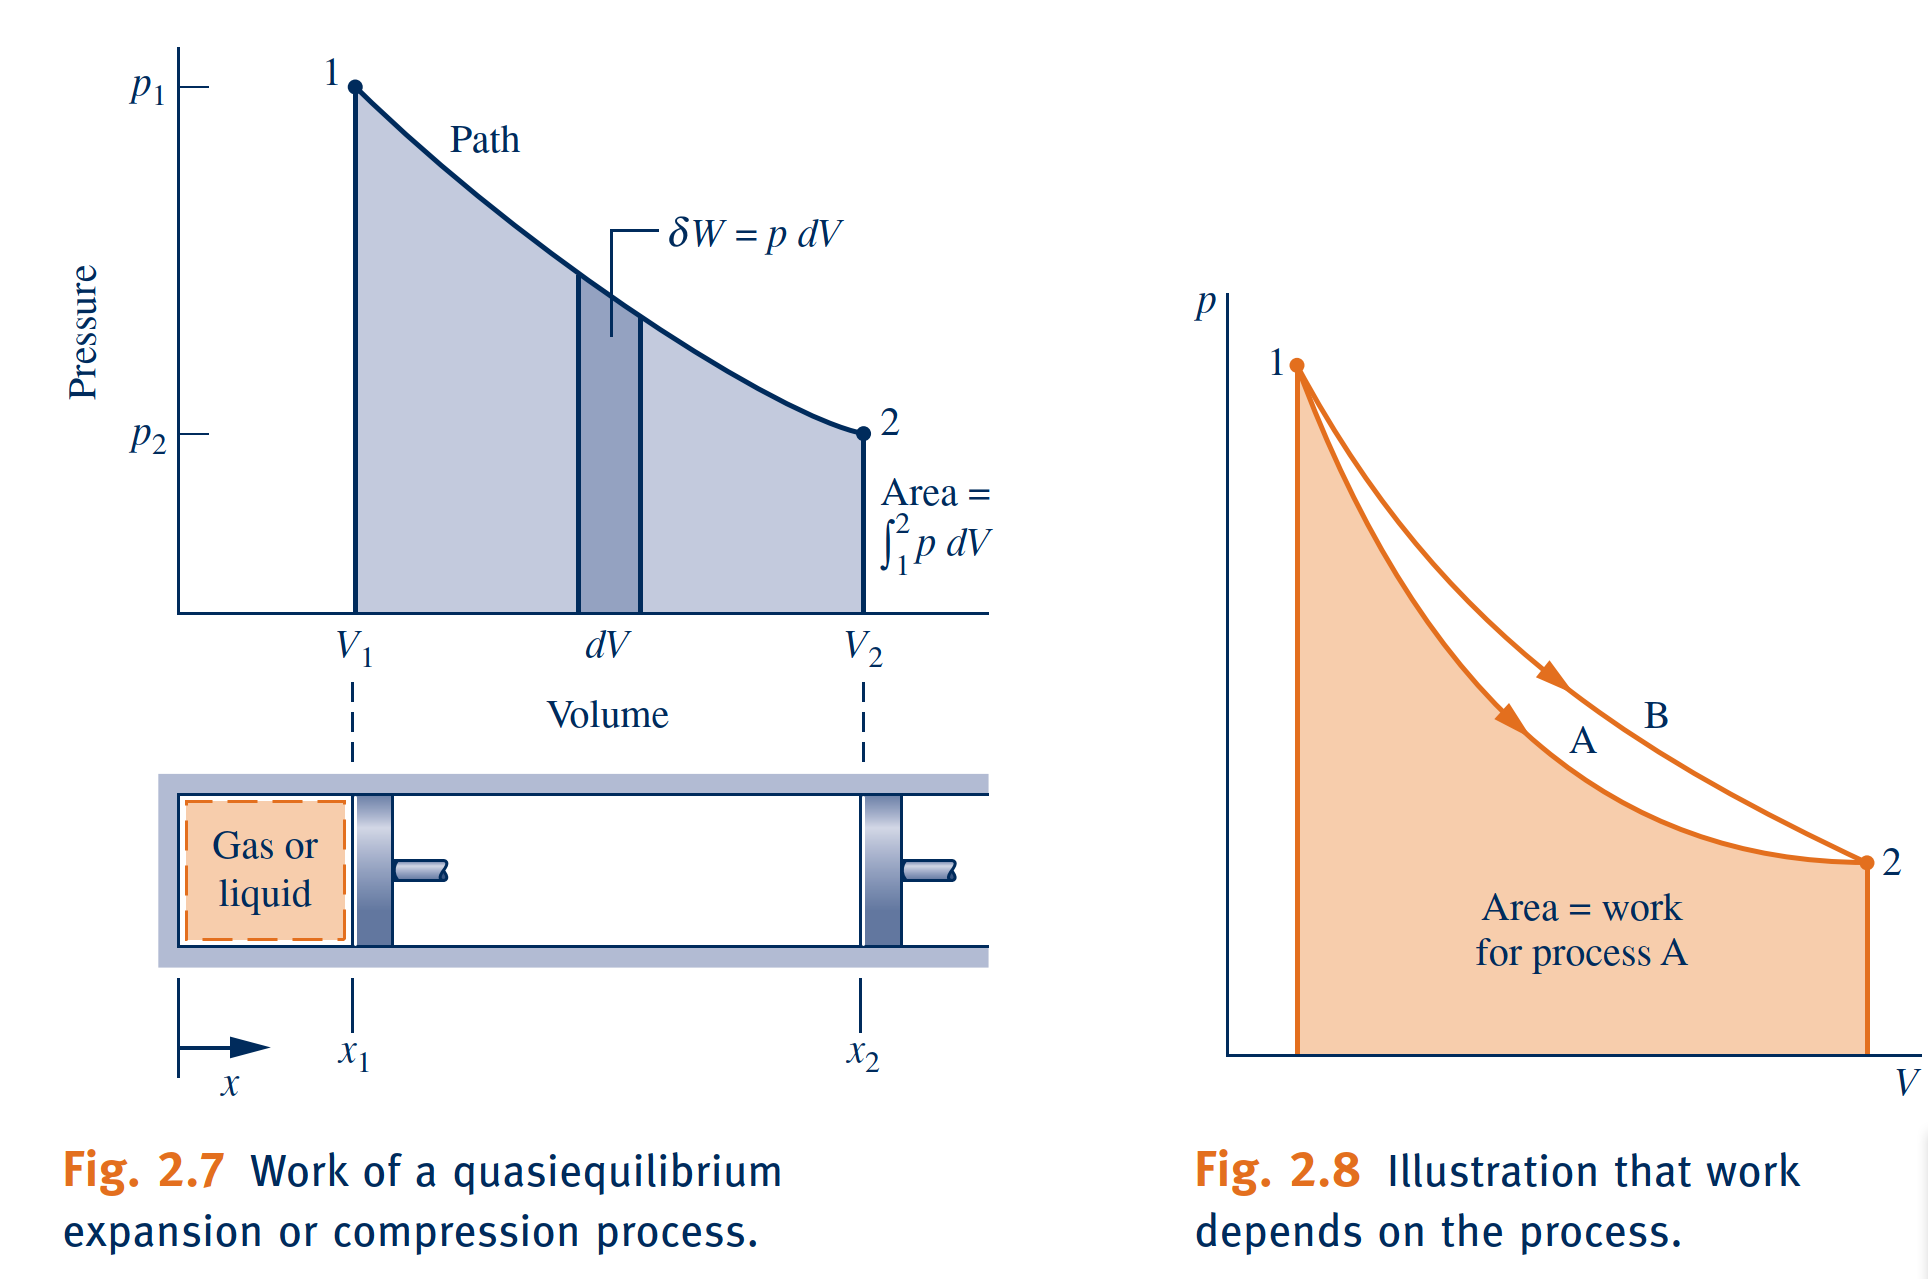 p1
1
Path
δW = p dV
Pressure
p2
2
Area =
∫₁² p dV
V1
dV
V2
Volume
Gas or
liquid
x1
x2
x
Fig. 2.7 Work of a quasiequilibrium
expansion or compression process.
p
1
B
A
2
Area = work
for process A
V
Fig. 2.8 Illustration that work
depends on the process.